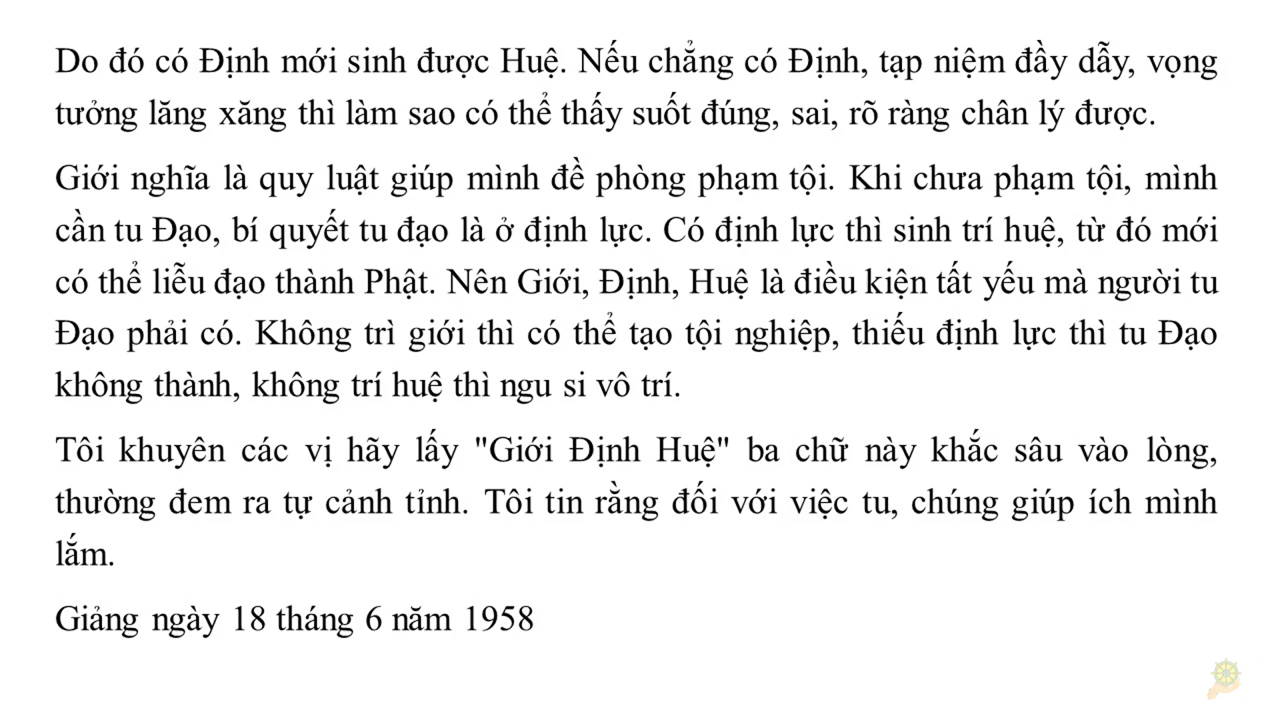 Do đó có Định mới sinh được Huệ. Nếu chẳng có Định, tạp niệm đầy dẫy, vọng
tưởng lăng xăng thì làm sao có thể thấy suốt đúng, sai, rõ ràng chân lý được.
Giới nghĩa là quy luật giúp mình đề phòng phạm tội. Khi chưa phạm tội, mình
cần tu Đạo, bí quyết tu đạo là ở định lực. Có định lực thì sinh trí huệ, từ đó mới
có thể liễu đạo thành Phật. Nên Giới, Định, Huệ là điều kiện tất yếu mà người tu
Đạo phải có. Không trì giới thì có thể tạo tội nghiệp, thiếu định lực thì tu Đạo
không thành, không trí huệ thì ngu si vô trí.
Tôi khuyên các vị hãy lấy "Giới Định Huệ" ba chữ này khắc sâu vào lòng,
thường đem ra tự cảnh tỉnh. Tôi tin rằng đối với việc tu, chúng giúp ích mình
lắm.
Giảng ngày 18 tháng 6 năm 1958